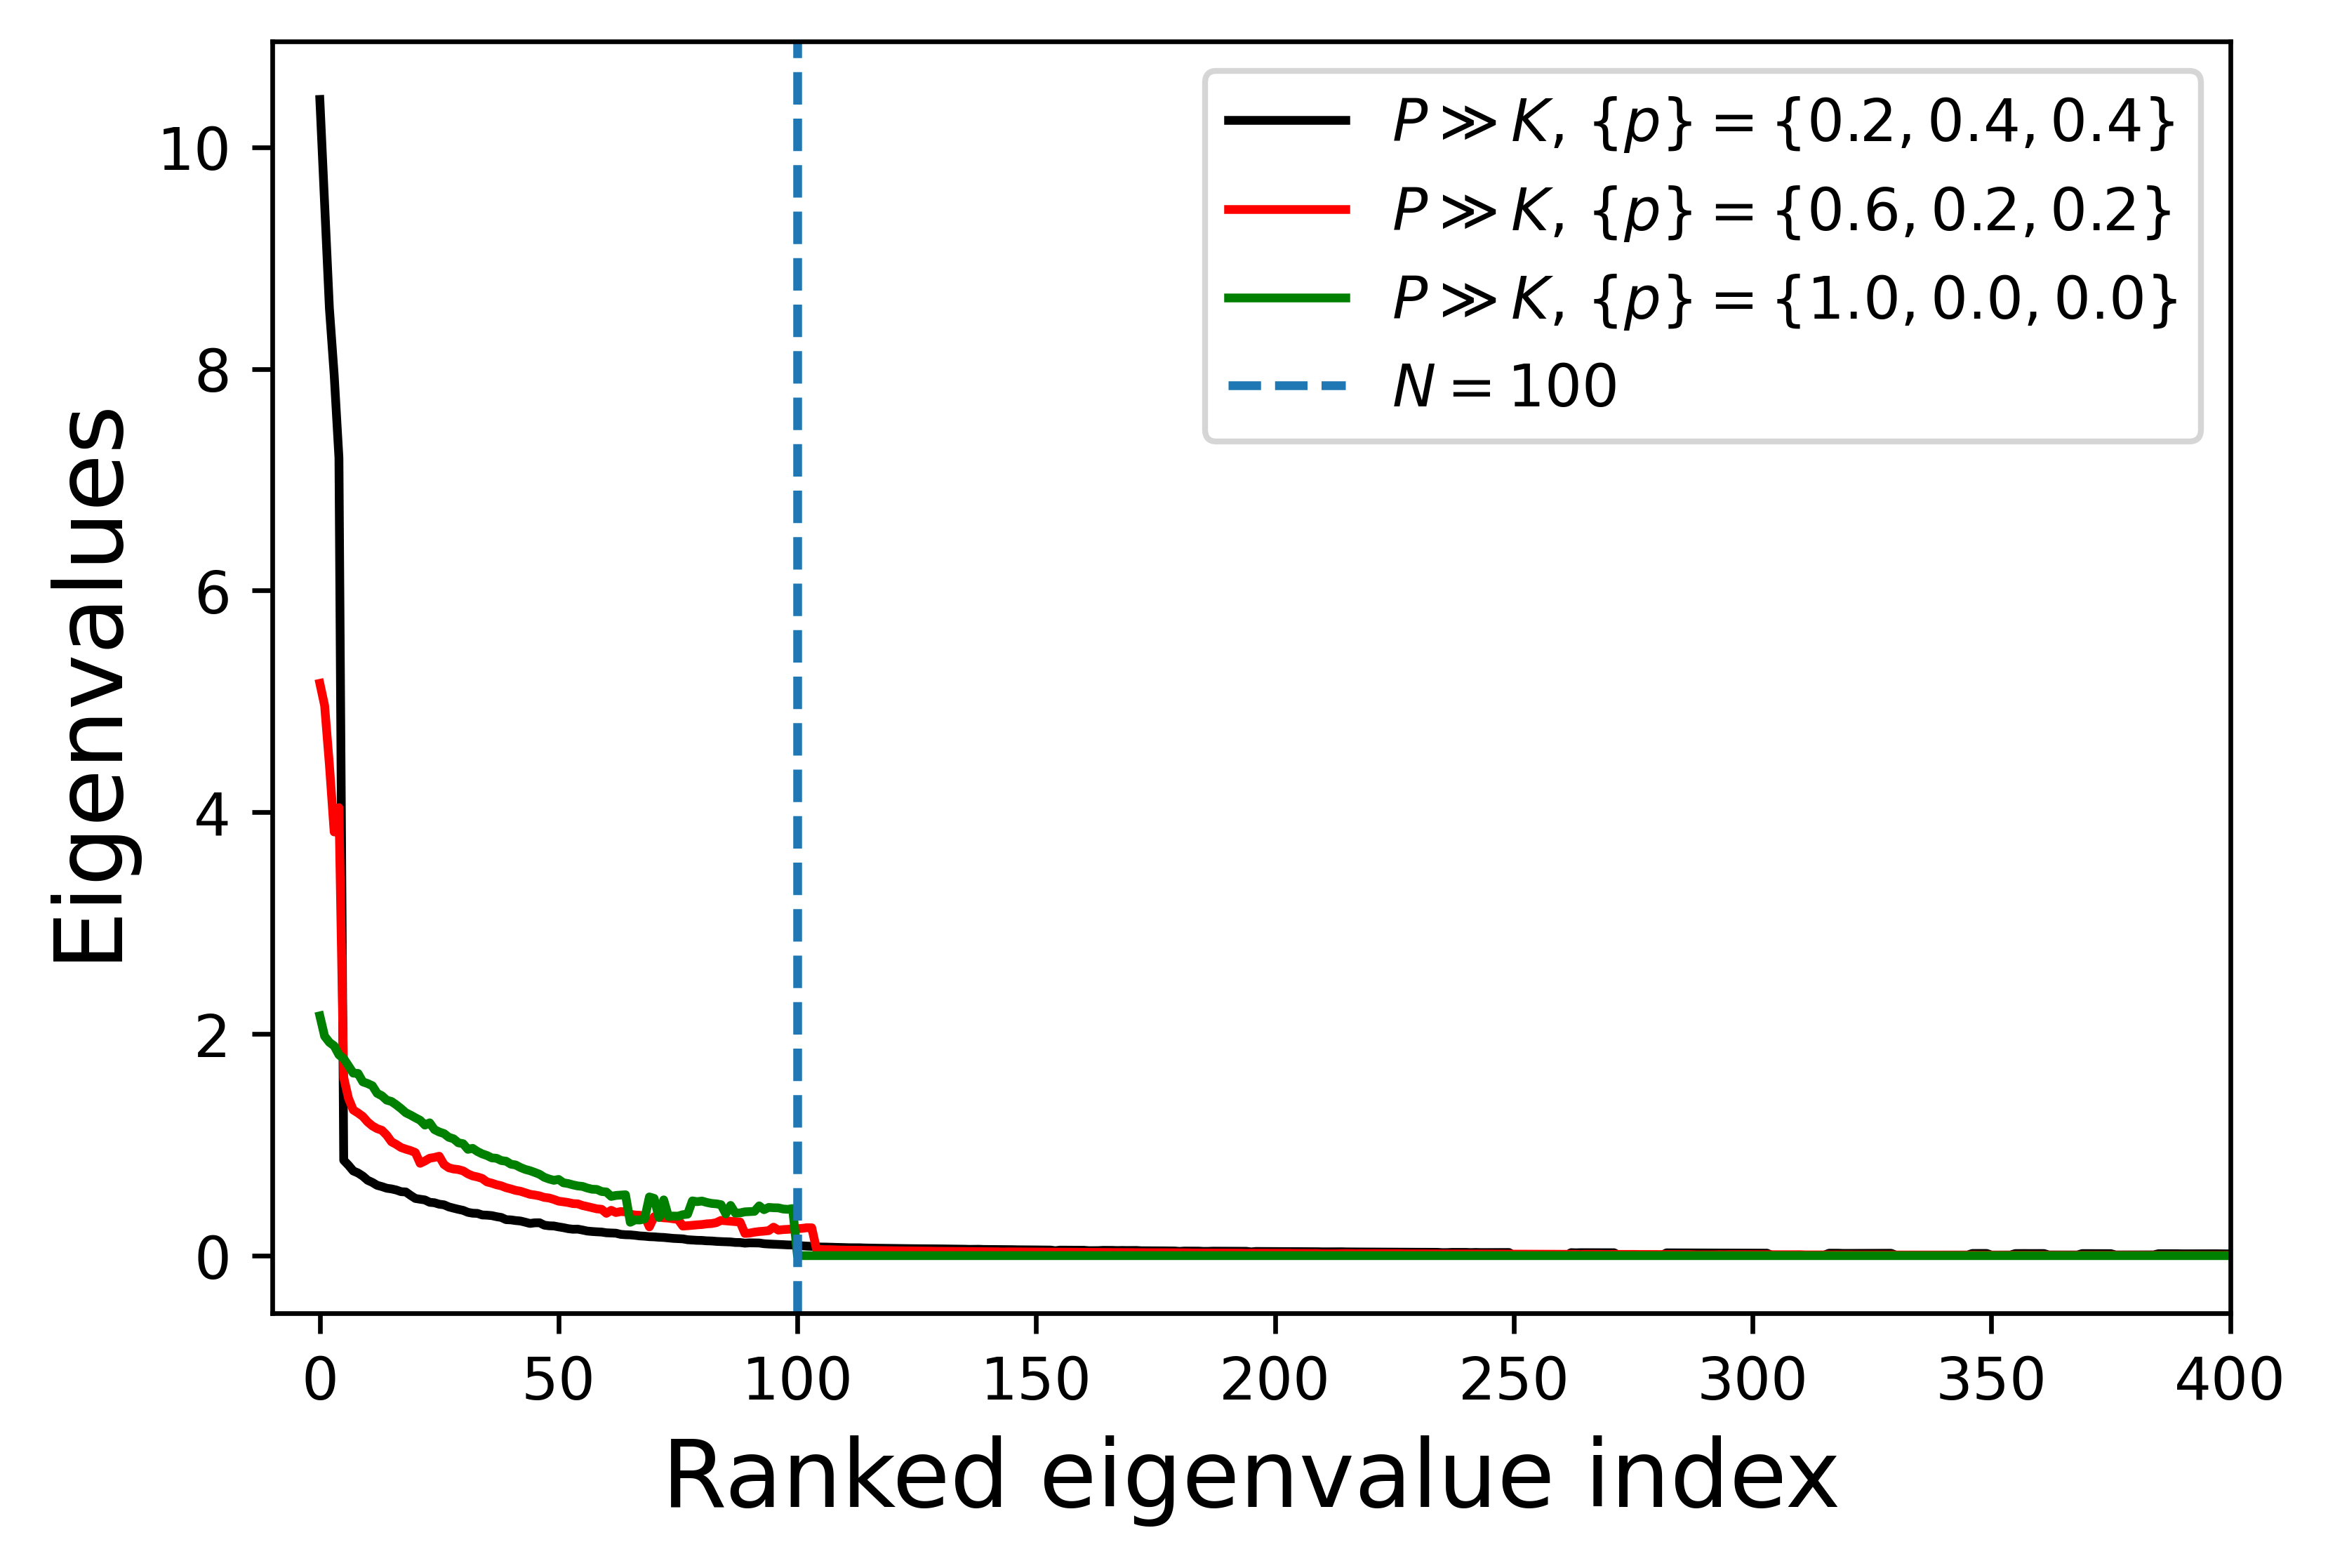 P ≫ K, {p} = {0.2, 0.4, 0.4}
P ≫ K, {p} = {0.6, 0.2, 0.2}
P ≫ K, {p} = {1.0, 0.0, 0.0}
N = 100
Eigenvalues
10
8
6
4
2
0
0 50 100 150 200 250 300 350 400
Ranked eigenvalue index